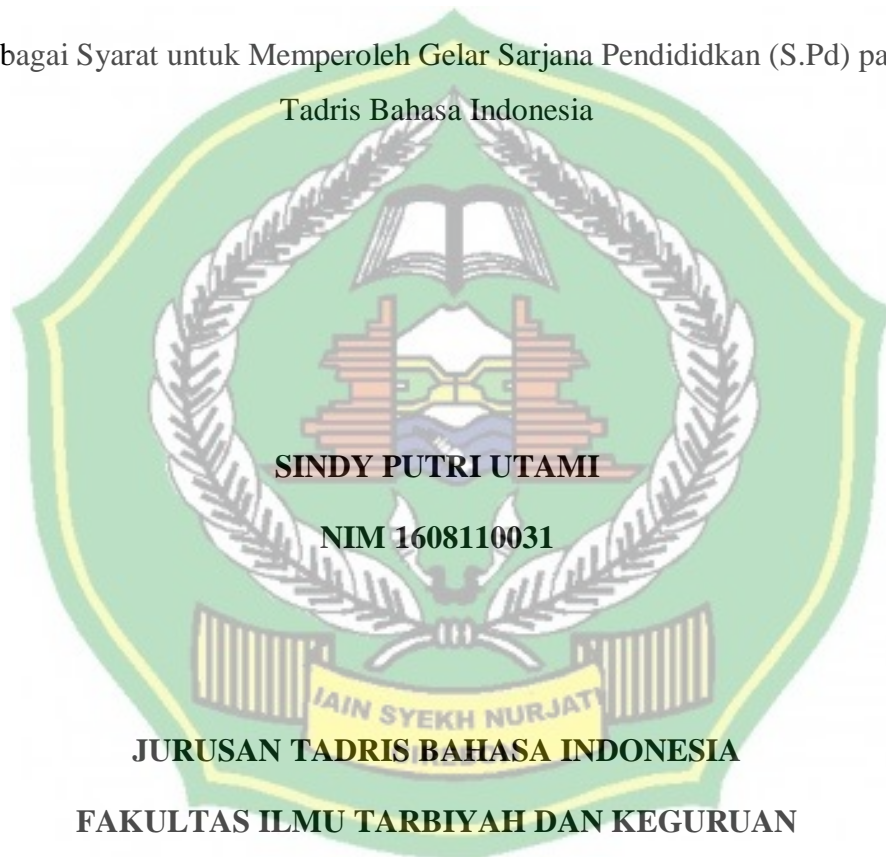 bagai Syarat untuk Memperoleh Gelar Sarjana Pendididkan (S.Pd) pa
Tadris Bahasa Indonesia
SINDY PUTRI UTAMI
NIM 1608110031
IAIN SYEKH NURJATI
JURUSAN TADRIS BAHASA INDONESIA
FAKULTAS ILMU TARBIYAH DAN KEGURUAN